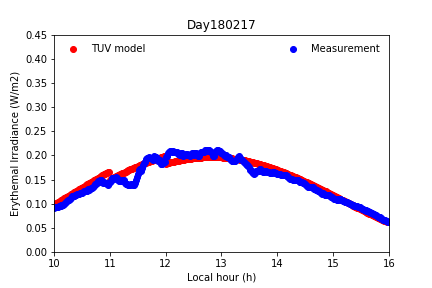 Day180217
TUV model
Measurement
Erythemal Irradiance (W/m2)
0.45
0.40
0.35
0.30
0.25
0.20
0.15
0.10
0.05
0.00
10 11 12 13 14 15 16
Local hour (h)